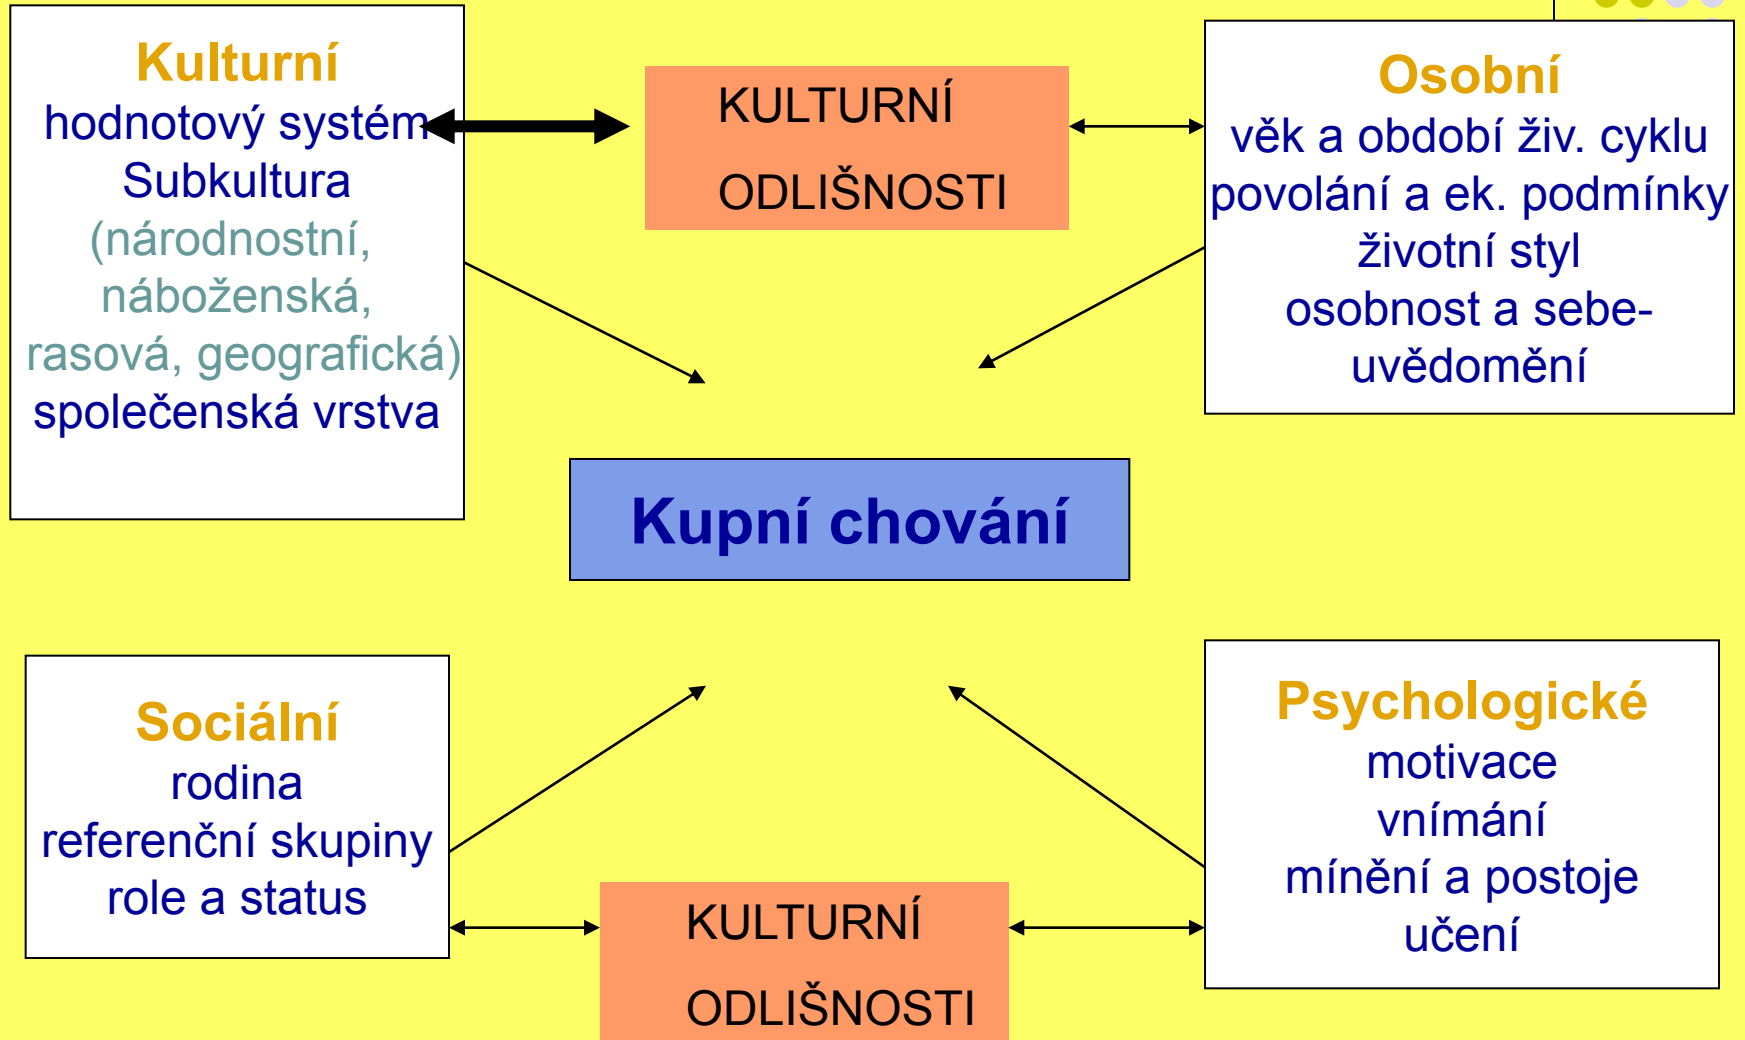 Kulturní
hodnotový systém
Subkultura
(národnostní,
náboženská,
rasová, geografická)
společenská vrstva
KULTURNÍ
ODLIŠNOSTI
Osobní
věk a období živ. cyklu
povolání a ek. podmínky
životní styl
osobnost a sebe-
uvědomění
Kupní chování
Sociální
rodina
referenční skupiny
role a status
KULTURNÍ
ODLIŠNOSTI
Psychologické
motivace
vnímání
mínění a postoje
učení